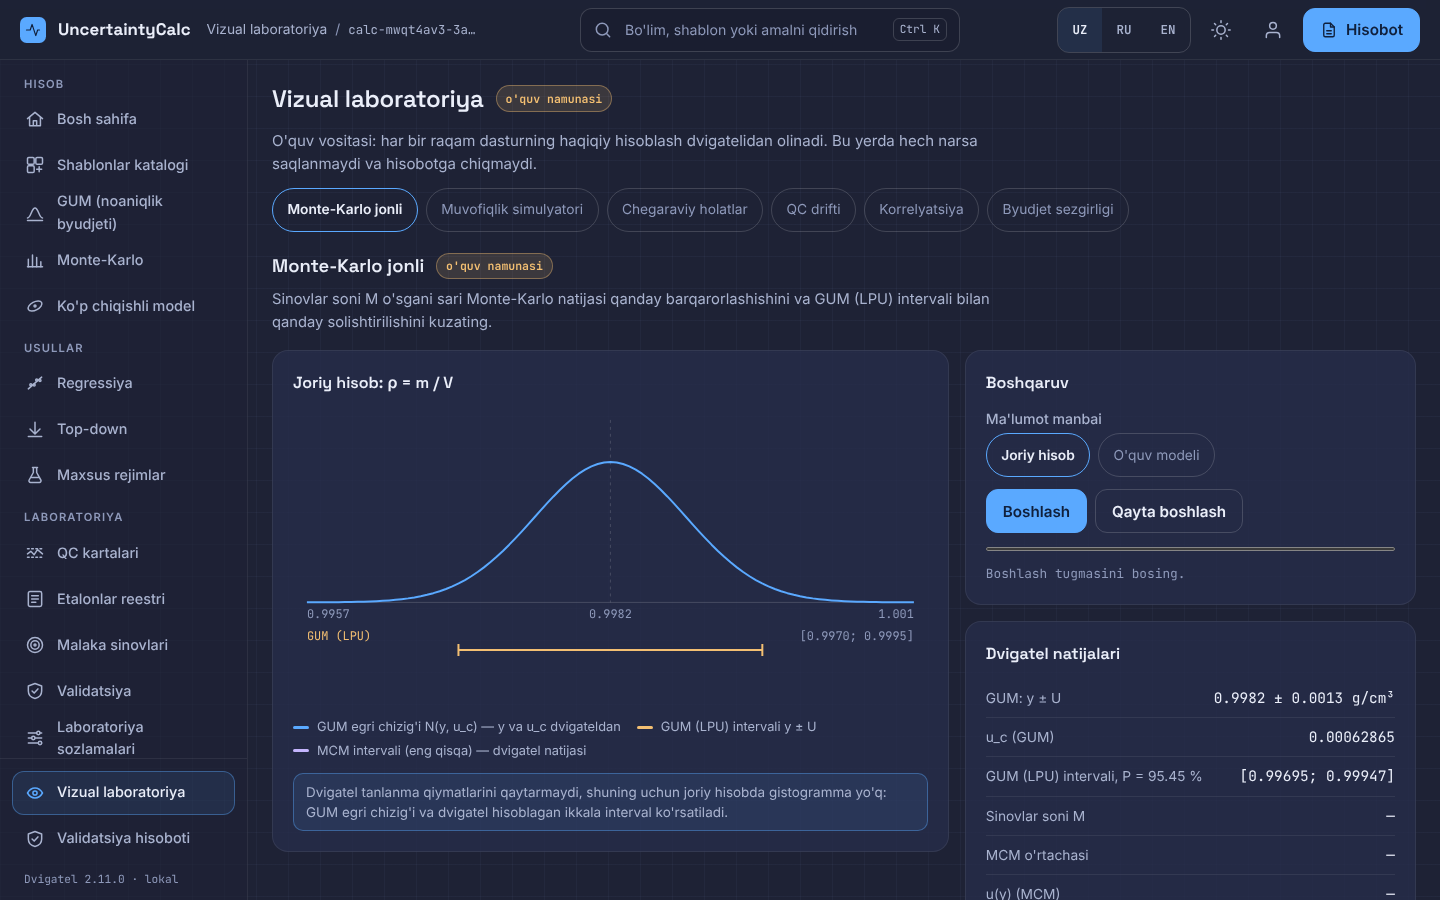 UncertaintyCalc
Vizual laboratoriya / calc-mwqt4av3-3a…
Bo'lim, shablon yoki amalni qidirish
Ctrl K
UZ RU EN
Hisobot
HISOB
Bosh sahifa
Shablonlar katalogi
GUM (noaniqlik
byudjeti)
Monte-Karlo
Ko'p chiqishli model
USULLAR
Regressiya
Top-down
Maxsus rejimlar
LABORATORIYA
QC kartalari
Etalonlar reestri
Malaka sinovlari
Validatsiya
Laboratoriya
sozlamalari
Vizual laboratoriya
Validatsiya hisoboti
Dvigatel 2.11.0 · lokal
Vizual laboratoriya
o'quv namunasi
O'quv vositasi: har bir raqam dasturning haqiqiy hisoblash dvigatelidan olinadi. Bu yerda hech narsa
saqlanmaydi va hisobotga chiqmaydi.
Monte-Karlo jonli
Muvofiqlik simulyatori
Chegaraviy holatlar
QC drifti
Korrelyatsiya
Byudjet sezgirligi
Monte-Karlo jonli
o'quv namunasi
Sinovlar soni M o'sgani sari Monte-Karlo natijasi qanday barqarorlashishini va GUM (LPU) intervali bilan
qanday solishtirilishini kuzating.
Joriy hisob: ρ = m / V
0.9957 0.9982 1.001
GUM (LPU) [0.9970; 0.9995]
GUM egri chizig'i N(y, u_c) — y va u_c dvigateldan
GUM (LPU) intervali y ± U
MCM intervali (eng qisqa) — dvigatel natijasi
Dvigatel tanlanma qiymatlarini qaytarmaydi, shuning uchun joriy hisobda gistogramma yo'q:
GUM egri chizig'i va dvigatel hisoblagan ikkala interval ko'rsatiladi.
Boshqaruv
Ma'lumot manbai
Joriy hisob
O'quv modeli
Boshlash
Qayta boshlash
Boshlash tugmasini bosing.
Dvigatel natijalari
GUM: y ± U 0.9982 ± 0.0013 g/cm³
u_c (GUM) 0.00062865
GUM (LPU) intervali, P = 95.45 % [0.99695; 0.99947]
Sinovlar soni M —
MCM o'rtachasi —
u(y) (MCM) —